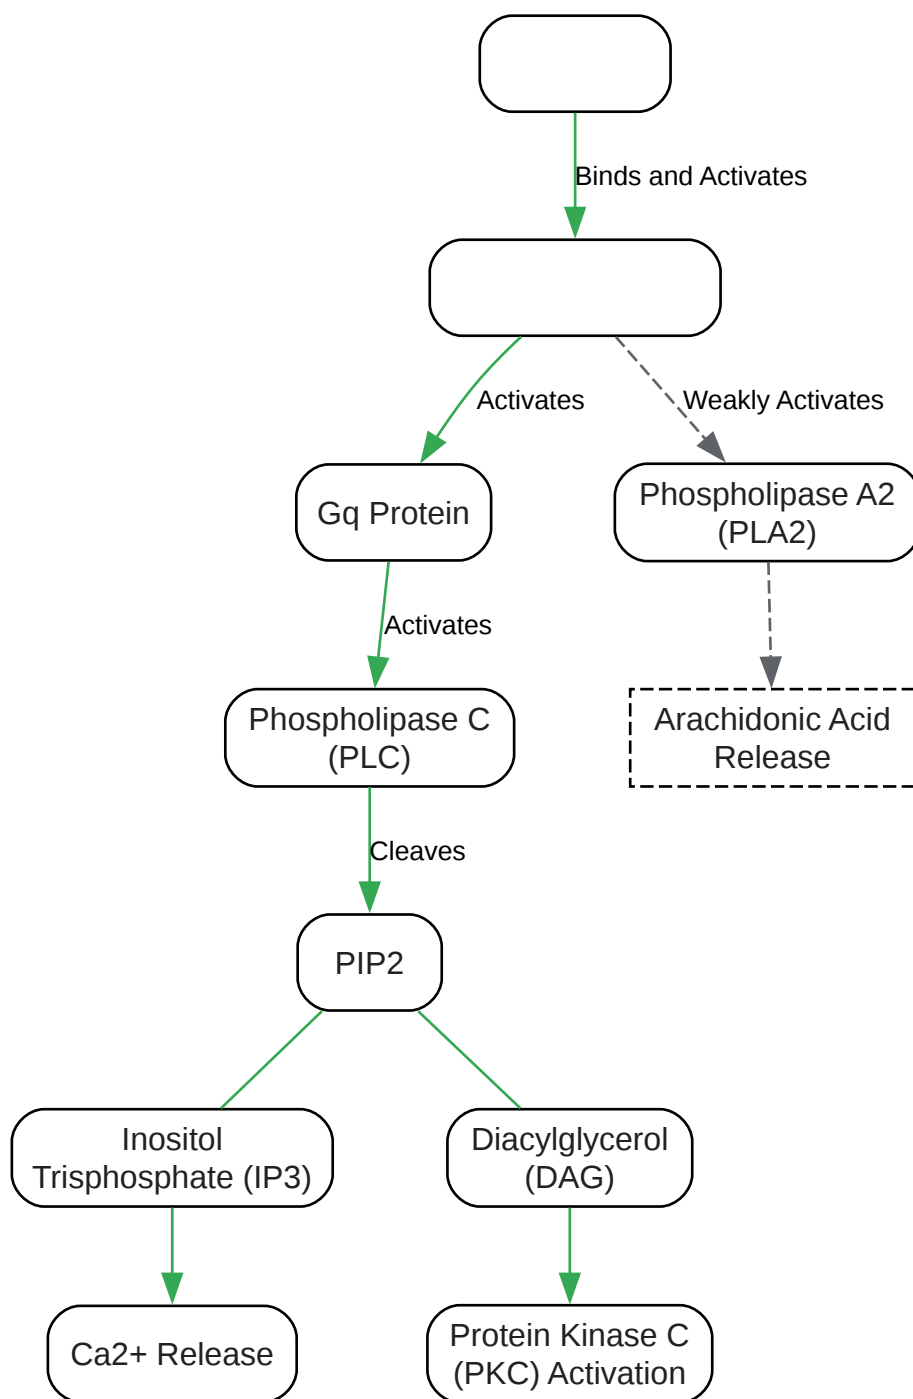 Binds and Activates
Activates
Weakly Activates
Gq Protein
Phospholipase A2
(PLA2)
Activates
Phospholipase C
(PLC)
Arachidonic Acid
Release
Cleaves
PIP2
Inositol
Trisphosphate (IP3)
Diacylglycerol
(DAG)
Ca2+ Release
Protein Kinase C
(PKC) Activation